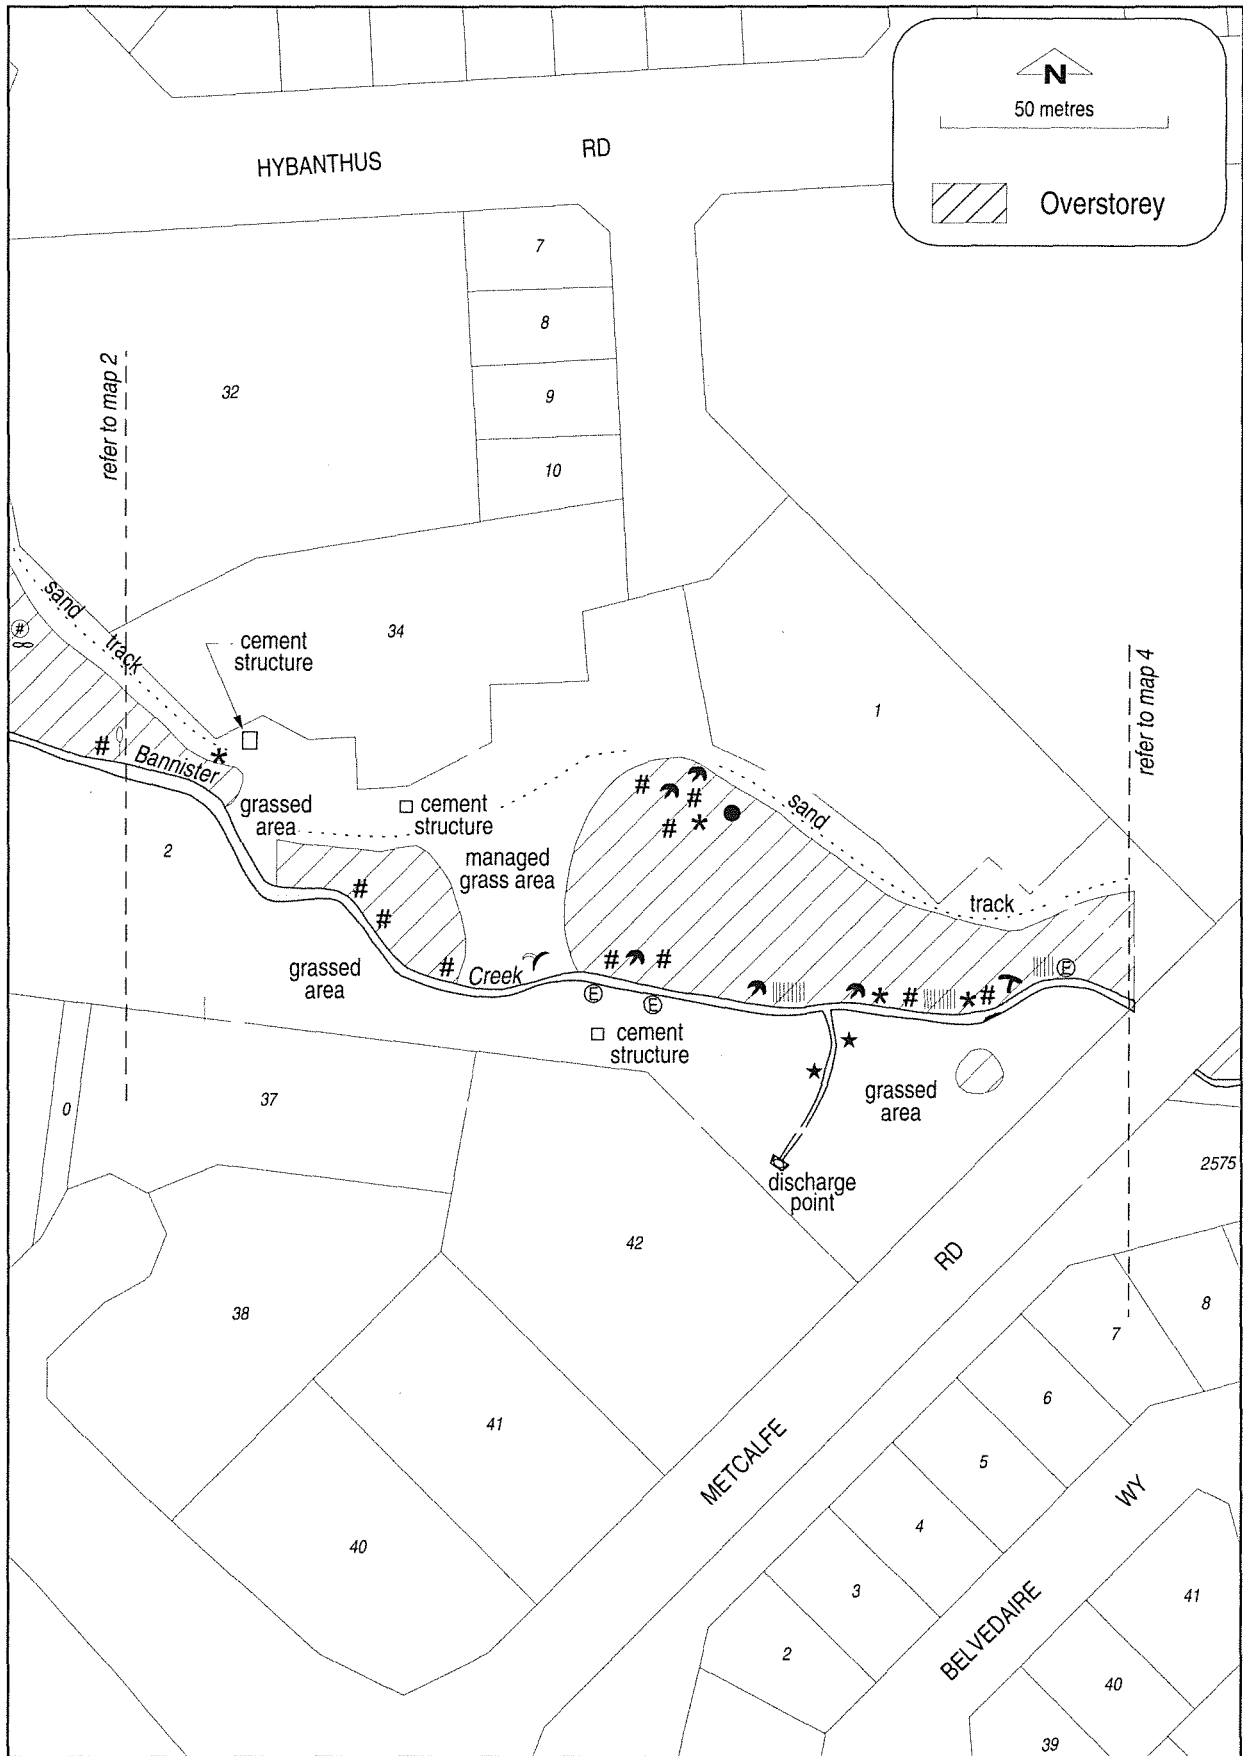 N
50 metres
Overstorey
HYBANTHUS RD
7
8
9
10
32
refer to map 2
sand track
#
34
cement
structure
1
refer to map 4
#
*
Bannister
grassed
area
cement
structure
#
#
#
*
sand
track
2
managed
grass area
#
#
#
grassed
area
Creek
#
#
E
E
*
#
*
#
E
cement
structure
grassed
area
0
37
discharge
point
2575
42
38
41
40
METCALFE RD
8
7
6
5
4
3
2
BELVEDAIRE WY
41
40
39